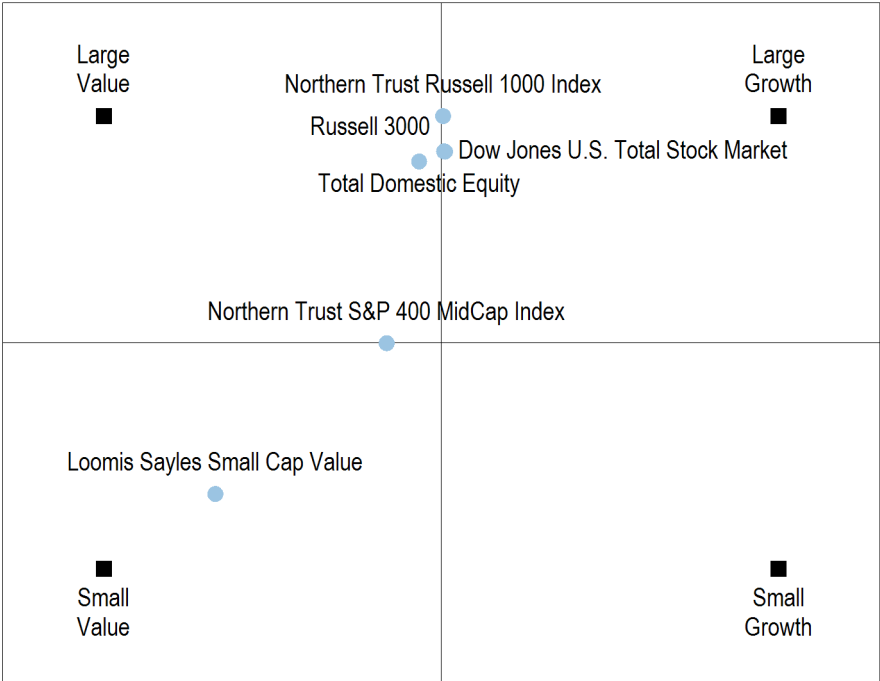 Large
Value
Large
Growth
Northern Trust Russell 1000 Index
Russell 3000
Dow Jones U.S. Total Stock Market
Total Domestic Equity
Northern Trust S&P 400 MidCap Index
Loomis Sayles Small Cap Value
Small
Value
Small
Growth